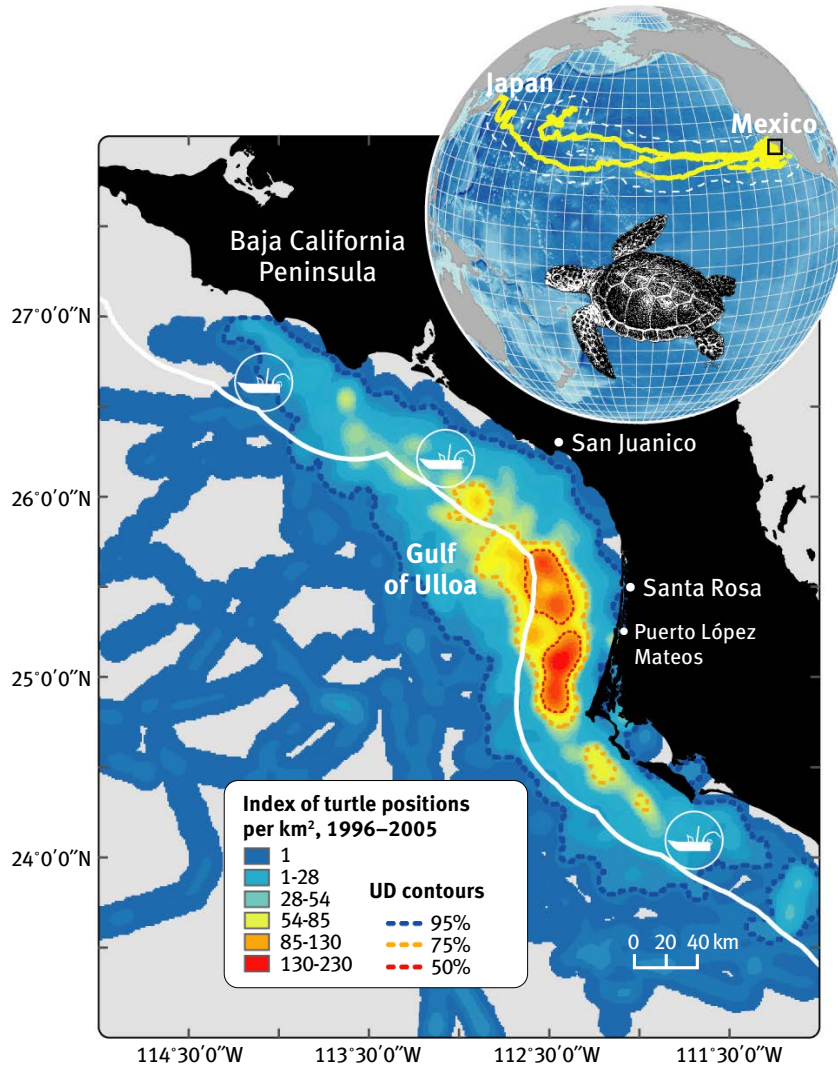 Japan
Mexico
Baja California
Peninsula
27°0′0″N
San Juanico
26°0′0″N
Gulf
of Ulloa
Santa Rosa
Puerto López
Mateos
25°0′0″N
Index of turtle positions
per km², 1996–2005
1
1-28
28-54
54-85
85-130
130-230
UD contours
95%
75%
50%
24°0′0″N
0 20 40 km
114°30′0″W
113°30′0″W
112°30′0″W
111°30′0″W